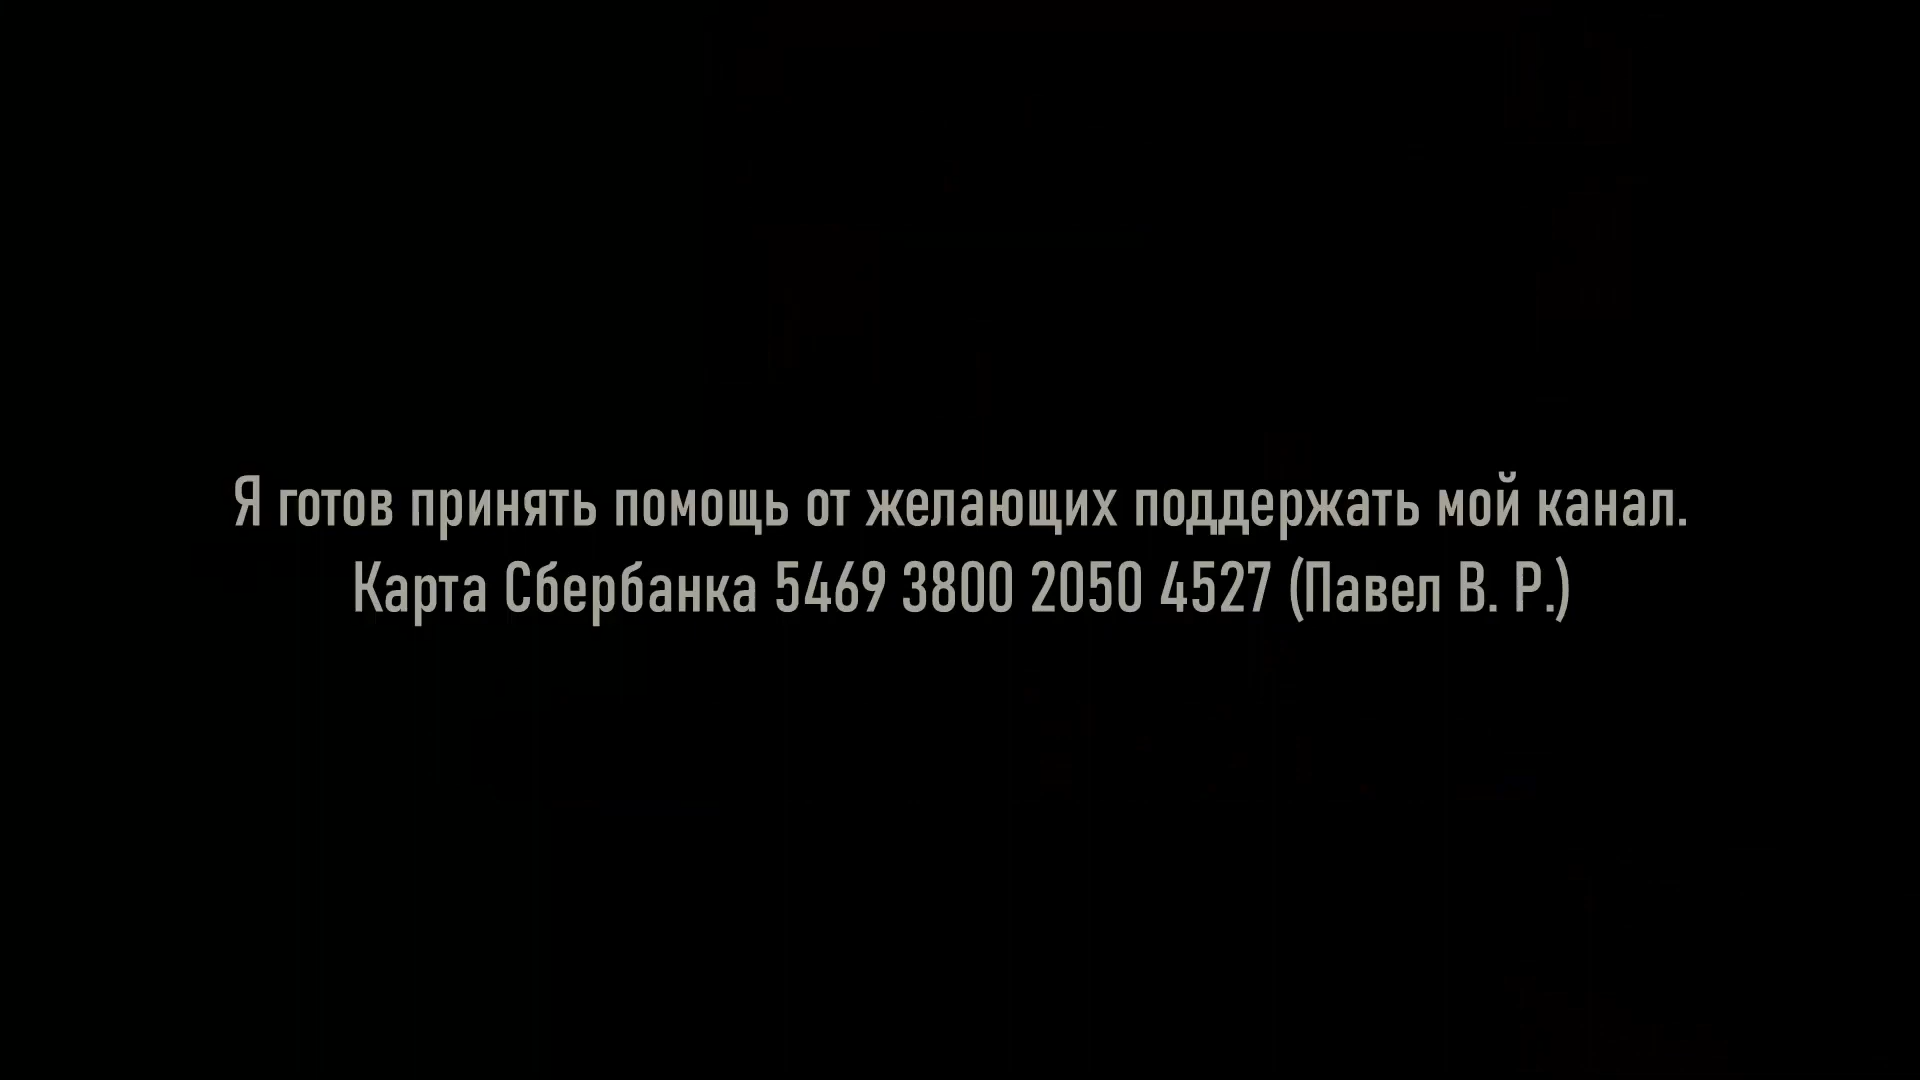 Я готов принять помощь от желающих поддержать мой канал.
Карта Сбербанка 5469 3800 2050 4527 (Павел В. Р.)